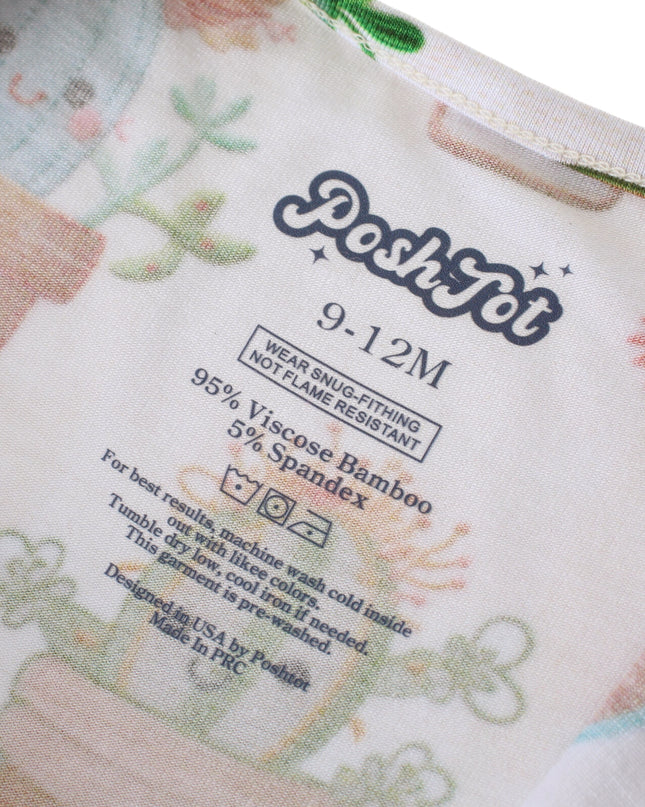 PoshTot
9-12M
WEAR SNUG-FITHING
NOT FLAME RESISTANT
95% Viscose Bamboo
5% Spandex
For best results, machine wash cold inside
out with likee colors.
Tumble dry low, cool iron if needed.
This garment is pre-washed.
Designed in USA by Poshtot
Made In PRC